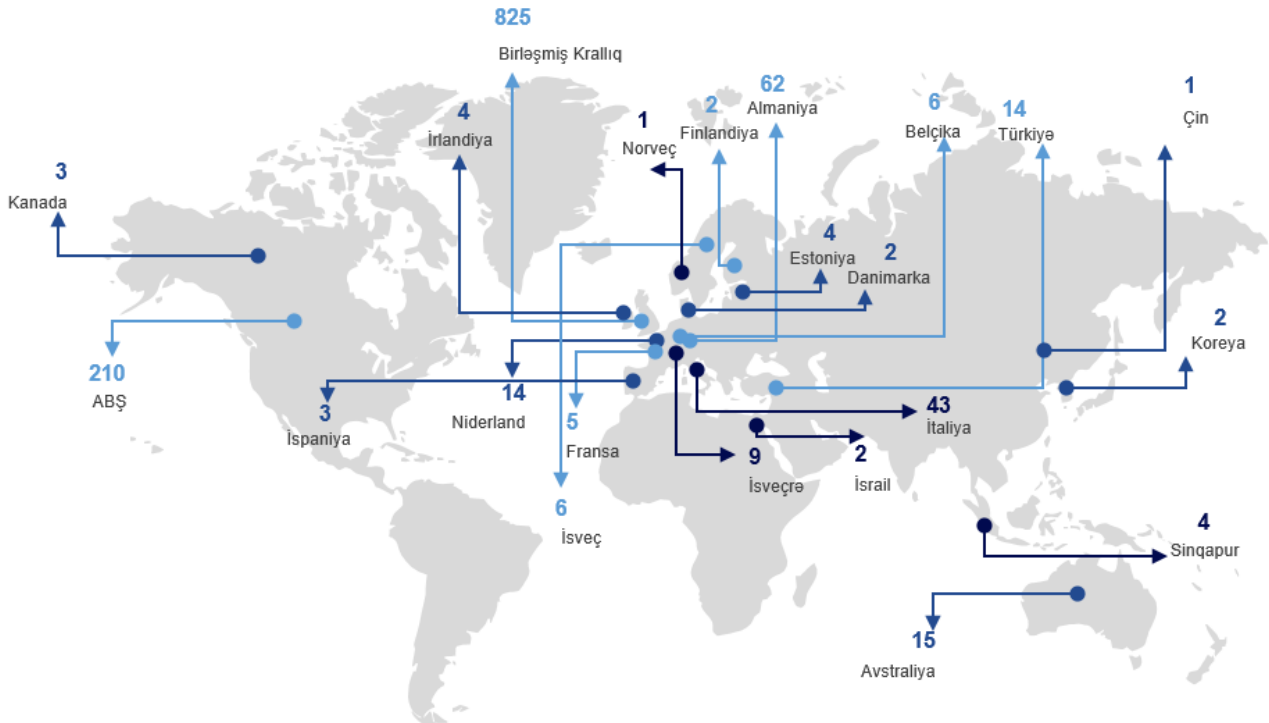 825
Birləşmiş Krallıq
62
Almaniya
4
İrlandiya
1
Norveç
2
Finlandiya
6
Belçika
14
Türkiyə
1
Çin
3
Kanada
4
Estoniya
2
Danimarka
2
Koreya
210
ABŞ
3
İspaniya
14
Niderland
5
Fransa
43
İtaliya
9
İsveçrə
2
İsrail
6
İsveç
4
Sinqapur
15
Avstraliya